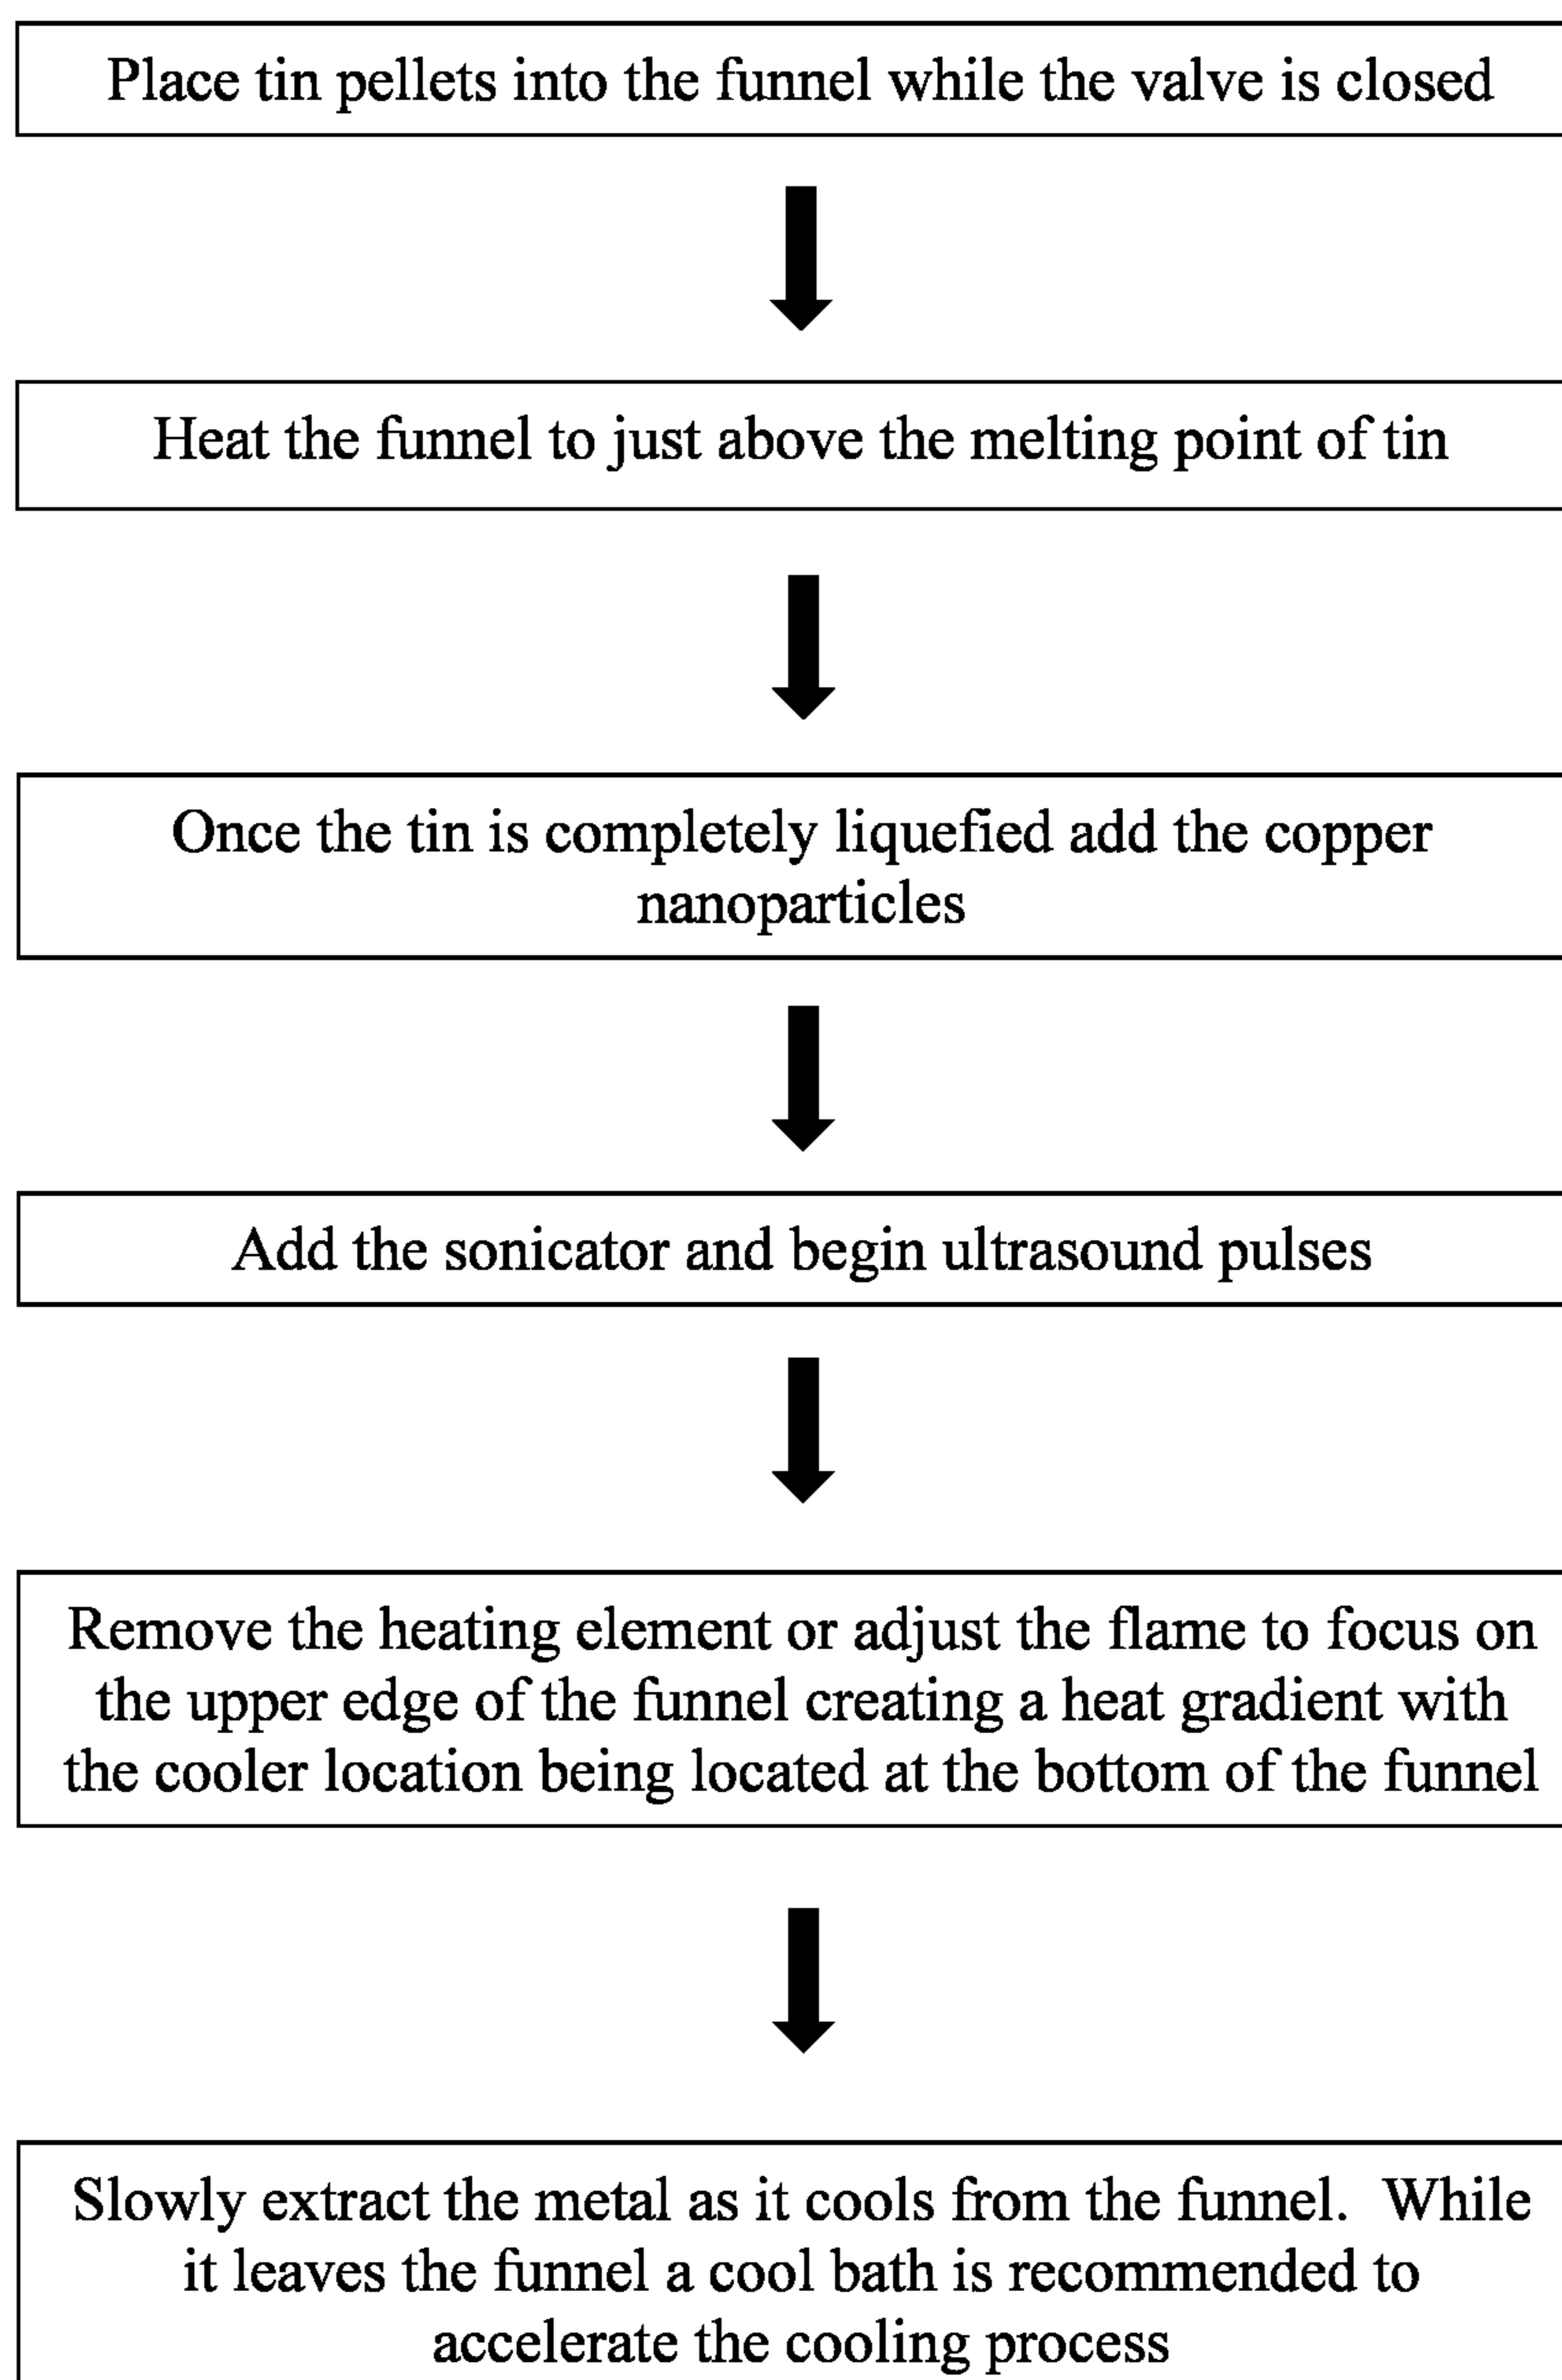 Place tin pellets into the funnel while the valve is closed
Heat the funnel to just above the melting point of tin
Once the tin is completely liquefied add the copper
nanoparticles
Add the sonicator and begin ultrasound pulses
Remove the heating element or adjust the flame to focus on
the upper edge of the funnel creating a heat gradient with
the cooler location being located at the bottom of the funnel
Slowly extract the metal as it cools from the funnel.  While
it leaves the funnel a cool bath is recommended to
accelerate the cooling process